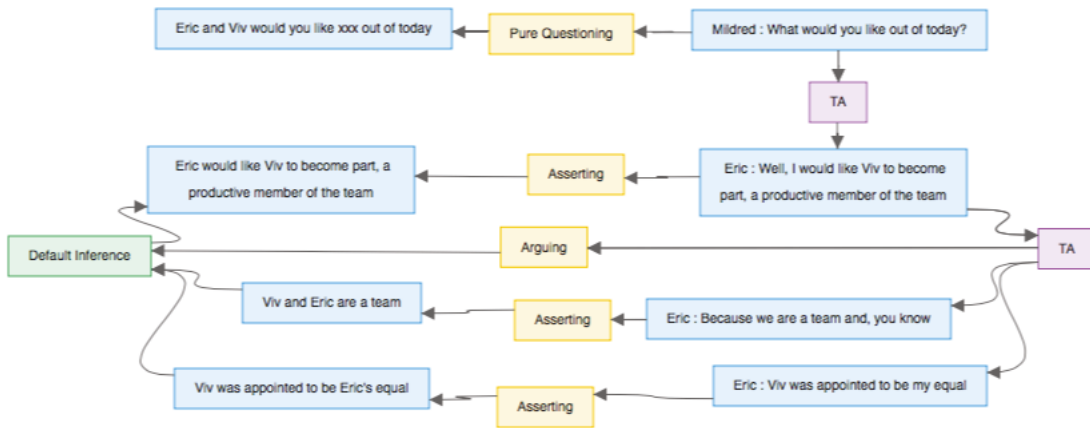 Eric and Viv would you like xxx out of today
Pure Questioning
Mildred : What would you like out of today?
TA
Eric would like Viv to become part, a
productive member of the team
Asserting
Eric : Well, I would like Viv to become
part, a productive member of the team
Default Inference
Arguing
TA
Viv and Eric are a team
Asserting
Eric : Because we are a team and, you know
Viv was appointed to be Eric's equal
Asserting
Eric : Viv was appointed to be my equal